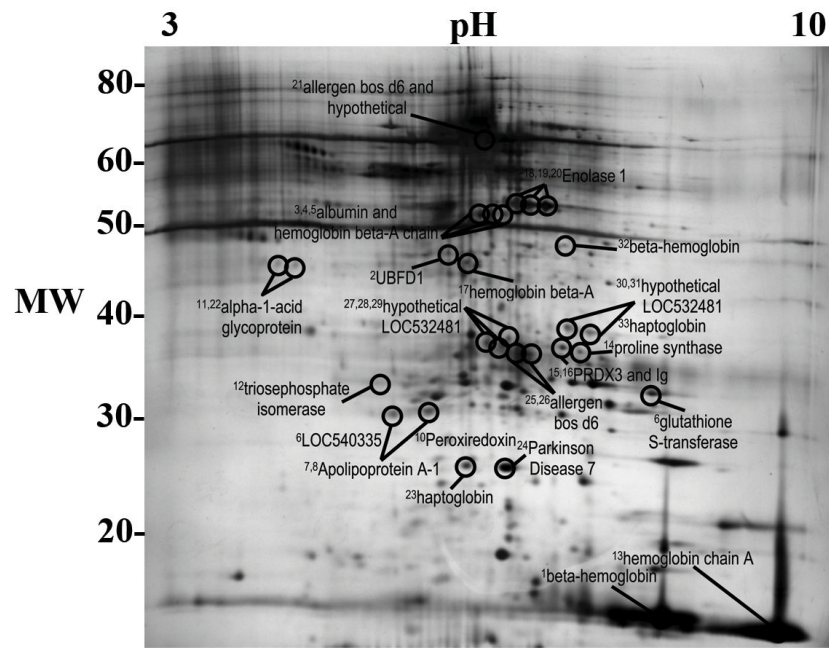 3 pH 10
80
60
50
MW
40
30
20
21allergen bos d6 and
hypothetical
18,19,20Enolase 1
3,4,5albumin and
hemoglobin beta-A chain
32beta-hemoglobin
2UBFD1
17hemoglobin beta-A
30,31hypothetical
LOC532481
11,22alpha-1-acid
glycoprotein
27,28,29hypothetical
LOC532481
33haptoglobin
14proline synthase
15,16PRDX3 and Ig
12triosephosphate
isomerase
25,26allergen
bos d6
6glutathione
S-transferase
6LOC540335
10Peroxiredoxin
7,8Apolipoprotein A-1
24Parkinson
Disease 7
23haptoglobin
13hemoglobin chain A
1beta-hemoglobin